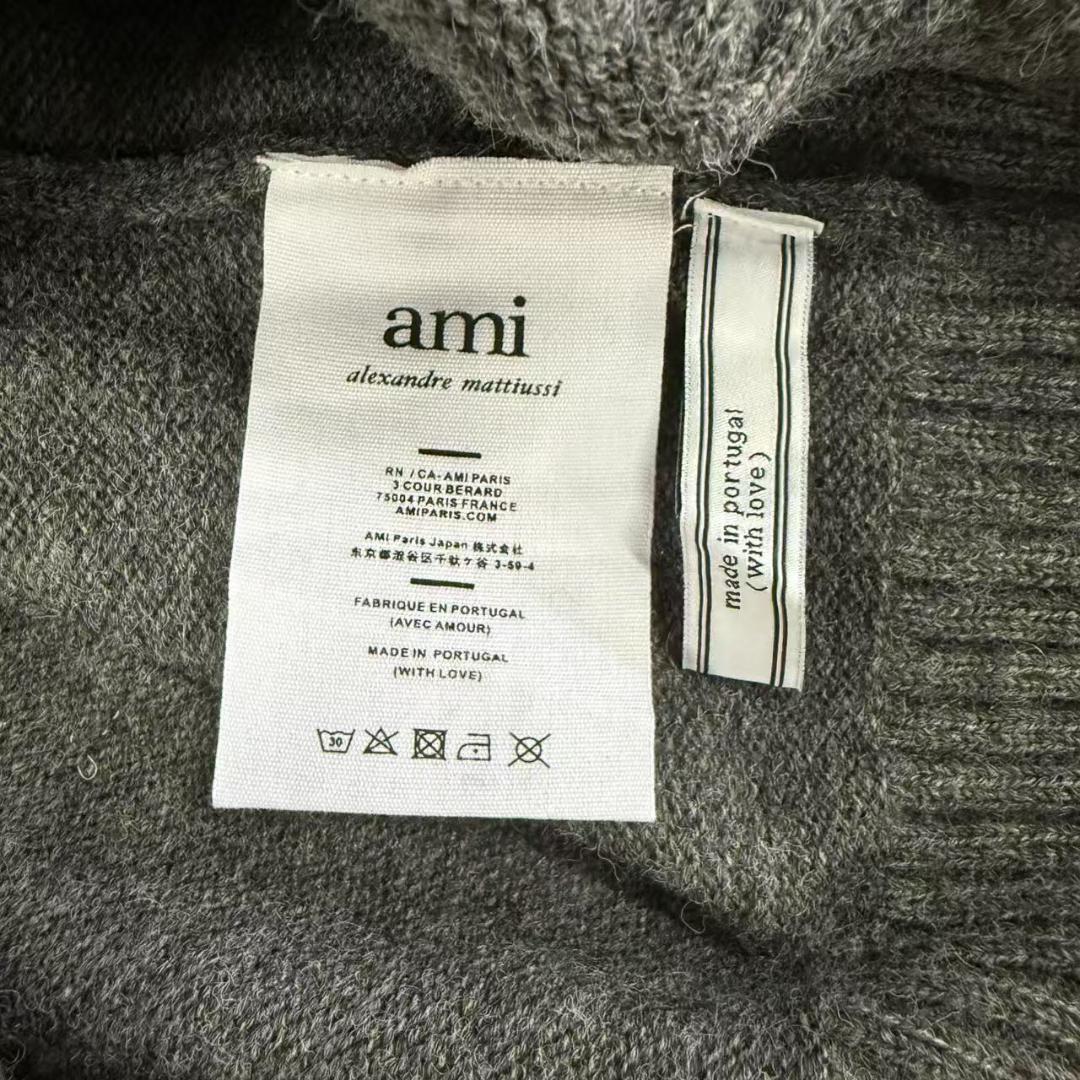 ami
alexandre mattiussi
RN / CA-AMI PARIS
3 COUR BERARD
75004 PARIS FRANCE
AMIPARIS.COM
AMI Paris Japan 株式会社
东京都涩谷区千駄ケ谷 3-59-4
FABRIQUE EN PORTUGAL
(AVEC AMOUR)
MADE IN PORTUGAL
(WITH LOVE)
30
made in portugal
(with love)